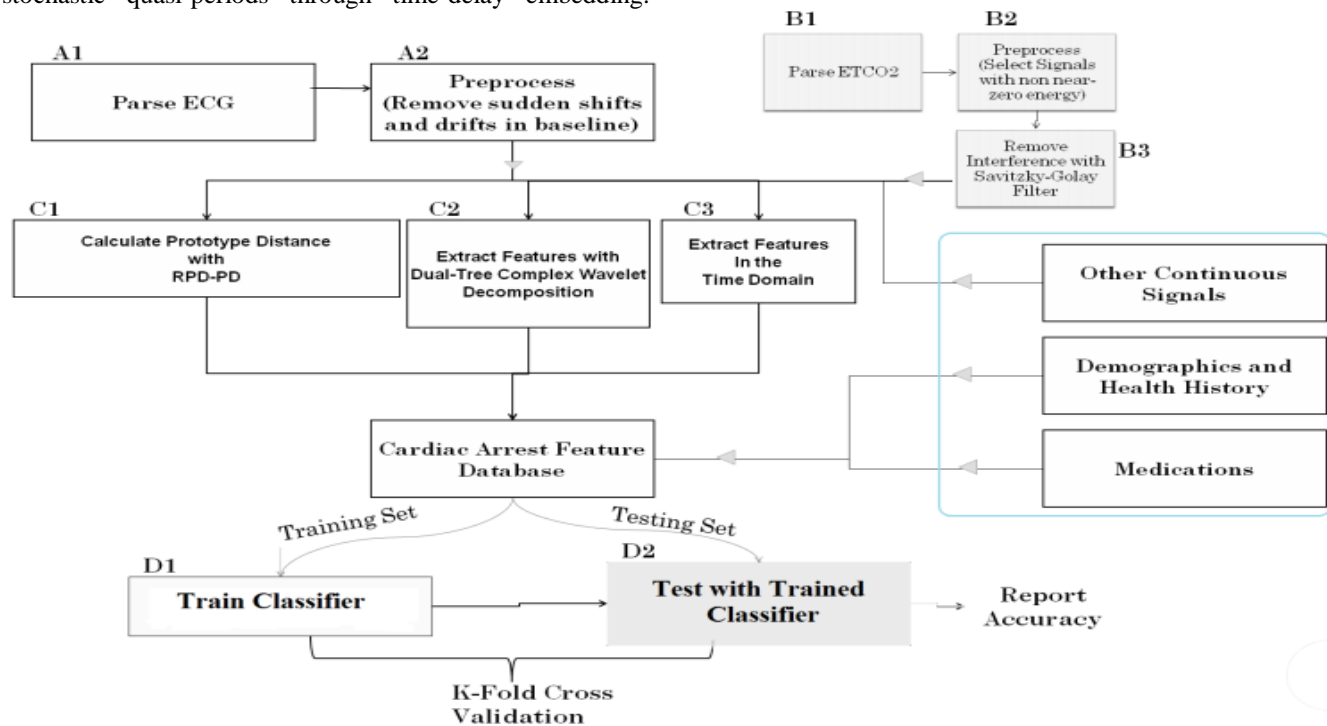 stochastic quasi-periods through time-delay embedding.
A1
Parse ECG
A2
Preprocess
(Remove sudden shifts
and drifts in baseline)
B1
Parse ETCO2
B2
Preprocess
(Select Signals
with non near-
zero energy)
Remove
Interference with
Savitzky-Golay
Filter
B3
C1
Calculate Prototype Distance
with
RPD-PD
C2
Extract Features with
Dual-Tree Complex Wavelet
Decomposition
C3
Extract Features
In the
Time Domain
Other Continuous
Signals
Demographics and
Health History
Medications
Cardiac Arrest Feature
Database
Training Set
Testing Set
D1
Train Classifier
D2
Test with Trained
Classifier
Report
Accuracy
K-Fold Cross
Validation